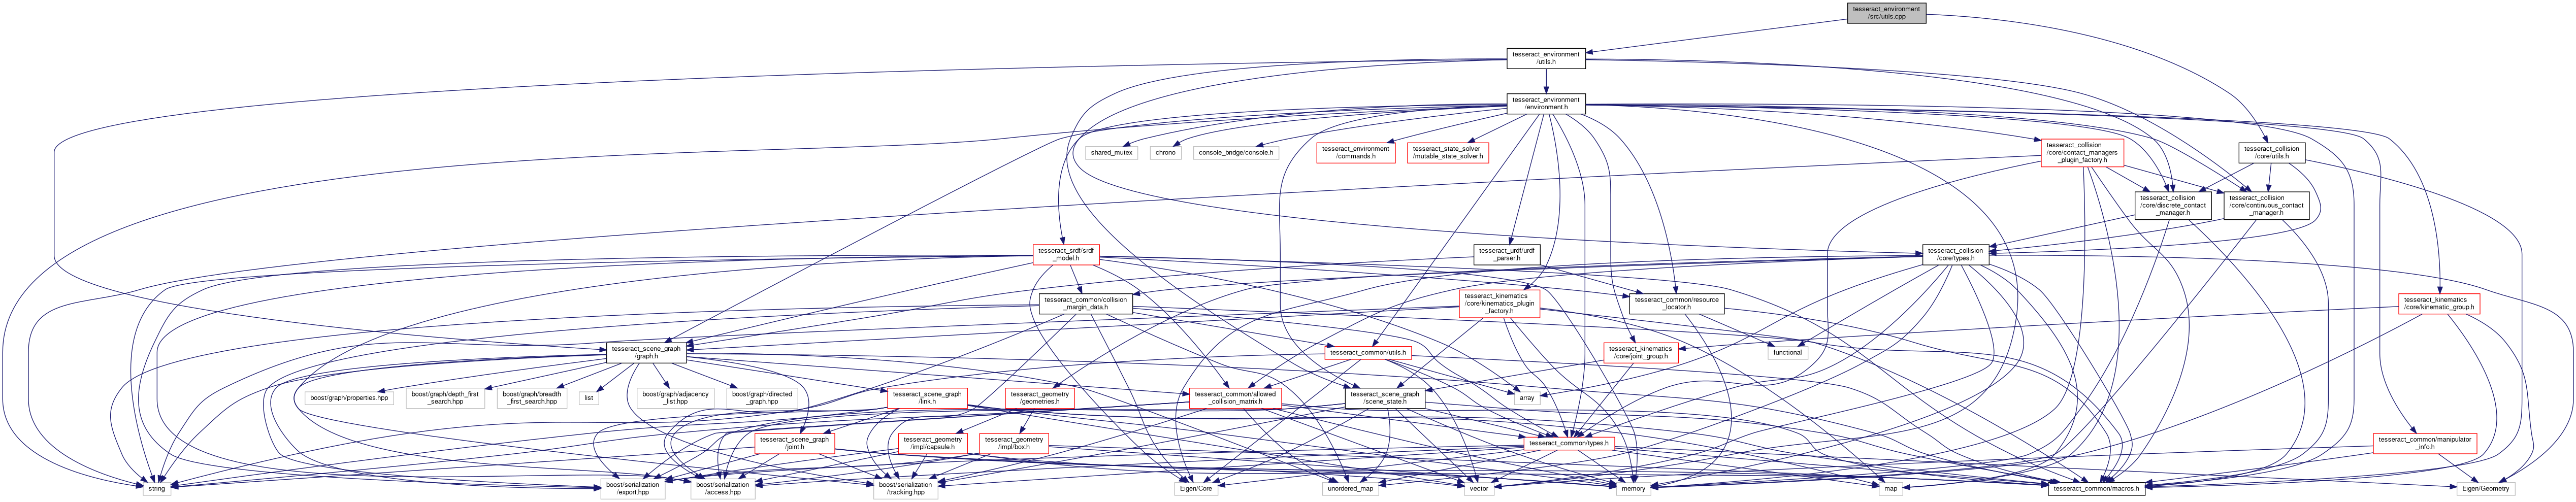 tesseract_environment
/src/utils.cpp
tesseract_environment
/utils.h
tesseract_environment
/environment.h
shared_mutex
chrono
console_bridge/console.h
tesseract_environment
/commands.h
tesseract_state_solver
/mutable_state_solver.h
tesseract_collision
/core/contact_managers
_plugin_factory.h
tesseract_collision
/core/utils.h
tesseract_collision
/core/discrete_contact
_manager.h
tesseract_collision
/core/continuous_contact
_manager.h
tesseract_srdf/srdf
_model.h
tesseract_urdf/urdf
_parser.h
tesseract_collision
/core/types.h
tesseract_common/collision
_margin_data.h
tesseract_kinematics
/core/kinematics_plugin
_factory.h
tesseract_common/resource
_locator.h
tesseract_kinematics
/core/kinematic_group.h
tesseract_scene_graph
/graph.h
tesseract_common/utils.h
tesseract_kinematics
/core/joint_group.h
functional
boost/graph/properties.hpp
boost/graph/depth_first
_search.hpp
boost/graph/breadth
_first_search.hpp
list
boost/graph/adjacency
_list.hpp
boost/graph/directed
_graph.hpp
tesseract_scene_graph
/link.h
tesseract_geometry
/geometries.h
tesseract_common/allowed
_collision_matrix.h
tesseract_scene_graph
/scene_state.h
array
tesseract_scene_graph
/joint.h
tesseract_geometry
/impl/capsule.h
tesseract_geometry
/impl/box.h
tesseract_common/types.h
tesseract_common/manipulator
_info.h
string
boost/serialization
/export.hpp
boost/serialization
/access.hpp
boost/serialization
/tracking.hpp
Eigen/Core
unordered_map
vector
memory
map
tesseract_common/macros.h
Eigen/Geometry